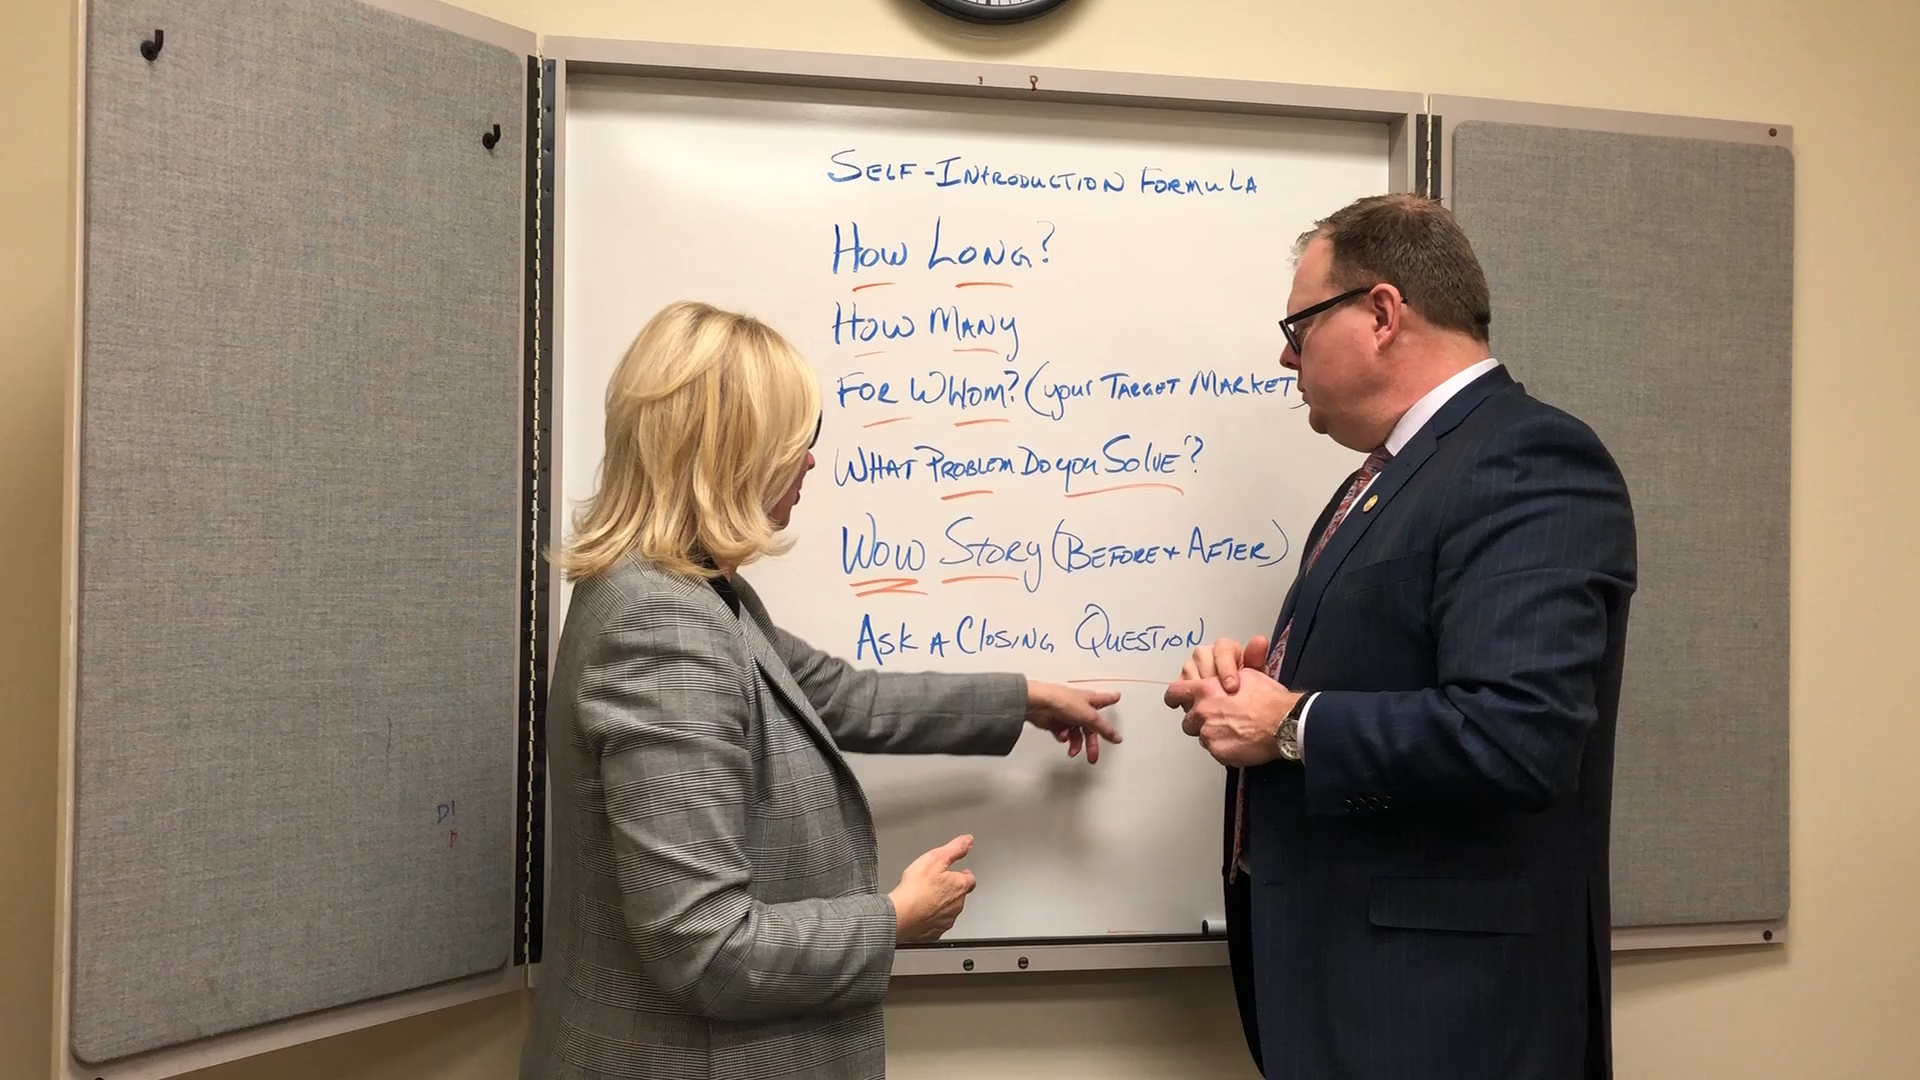 SELF-INTRODUCTION FORMULA
HOW LONG?
HOW MANY
FOR WHOM? (your TARGET MARKET)
WHAT PROBLEM DO you SOLVE?
WOW STORY (BEFORE + AFTER)
ASK A CLOSING QUESTION
D1
P